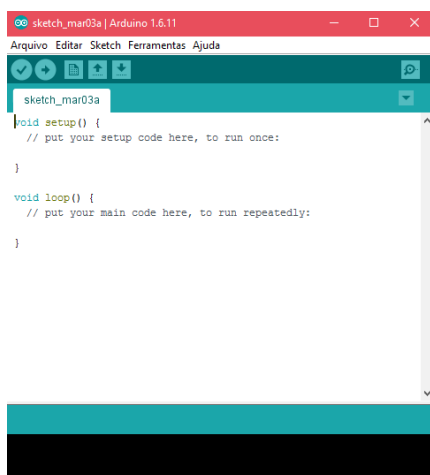 sketch_mar03a | Arduino 1.6.11
Arquivo Editar Sketch Ferramentas Ajuda
sketch_mar03a
void setup() {
  // put your setup code here, to run once:
}
void loop() {
  // put your main code here, to run repeatedly:
}